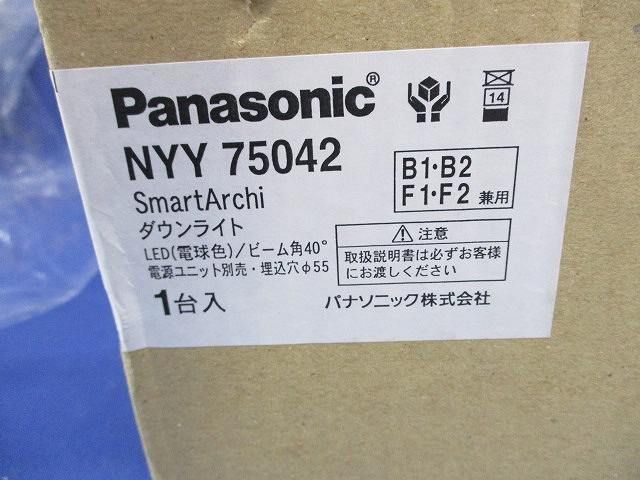 Panasonic®
14
NYY 75042
B1・B2
F1・F2 兼用
SmartArchi
ダウンライト
LED(電球色)/ビーム角40°
電源ユニット別売・埋込穴φ55
1台入
⚠ 注意
取扱説明書は必ずお客様
にお渡しください
パナソニック株式会社